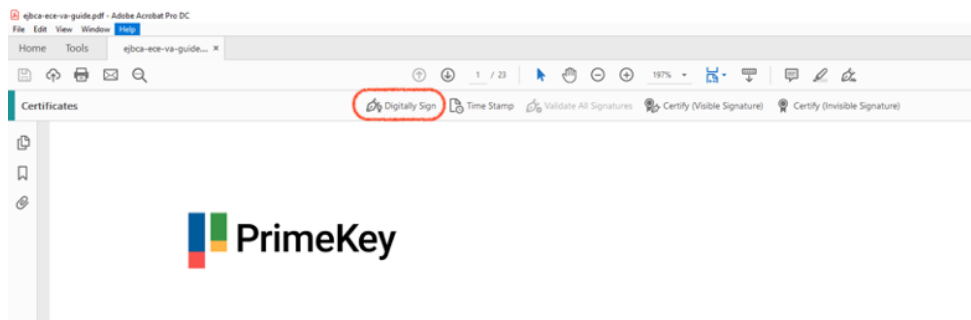 ejbca-ece-va-guide.pdf - Adobe Acrobat Pro DC
File Edit View Window Help
Home Tools ejbca-ece-va-guide... ×
1 / 23 197%
Certificates Digitally Sign Time Stamp Validate All Signatures Certify (Visible Signature) Certify (Invisible Signature)
PrimeKey